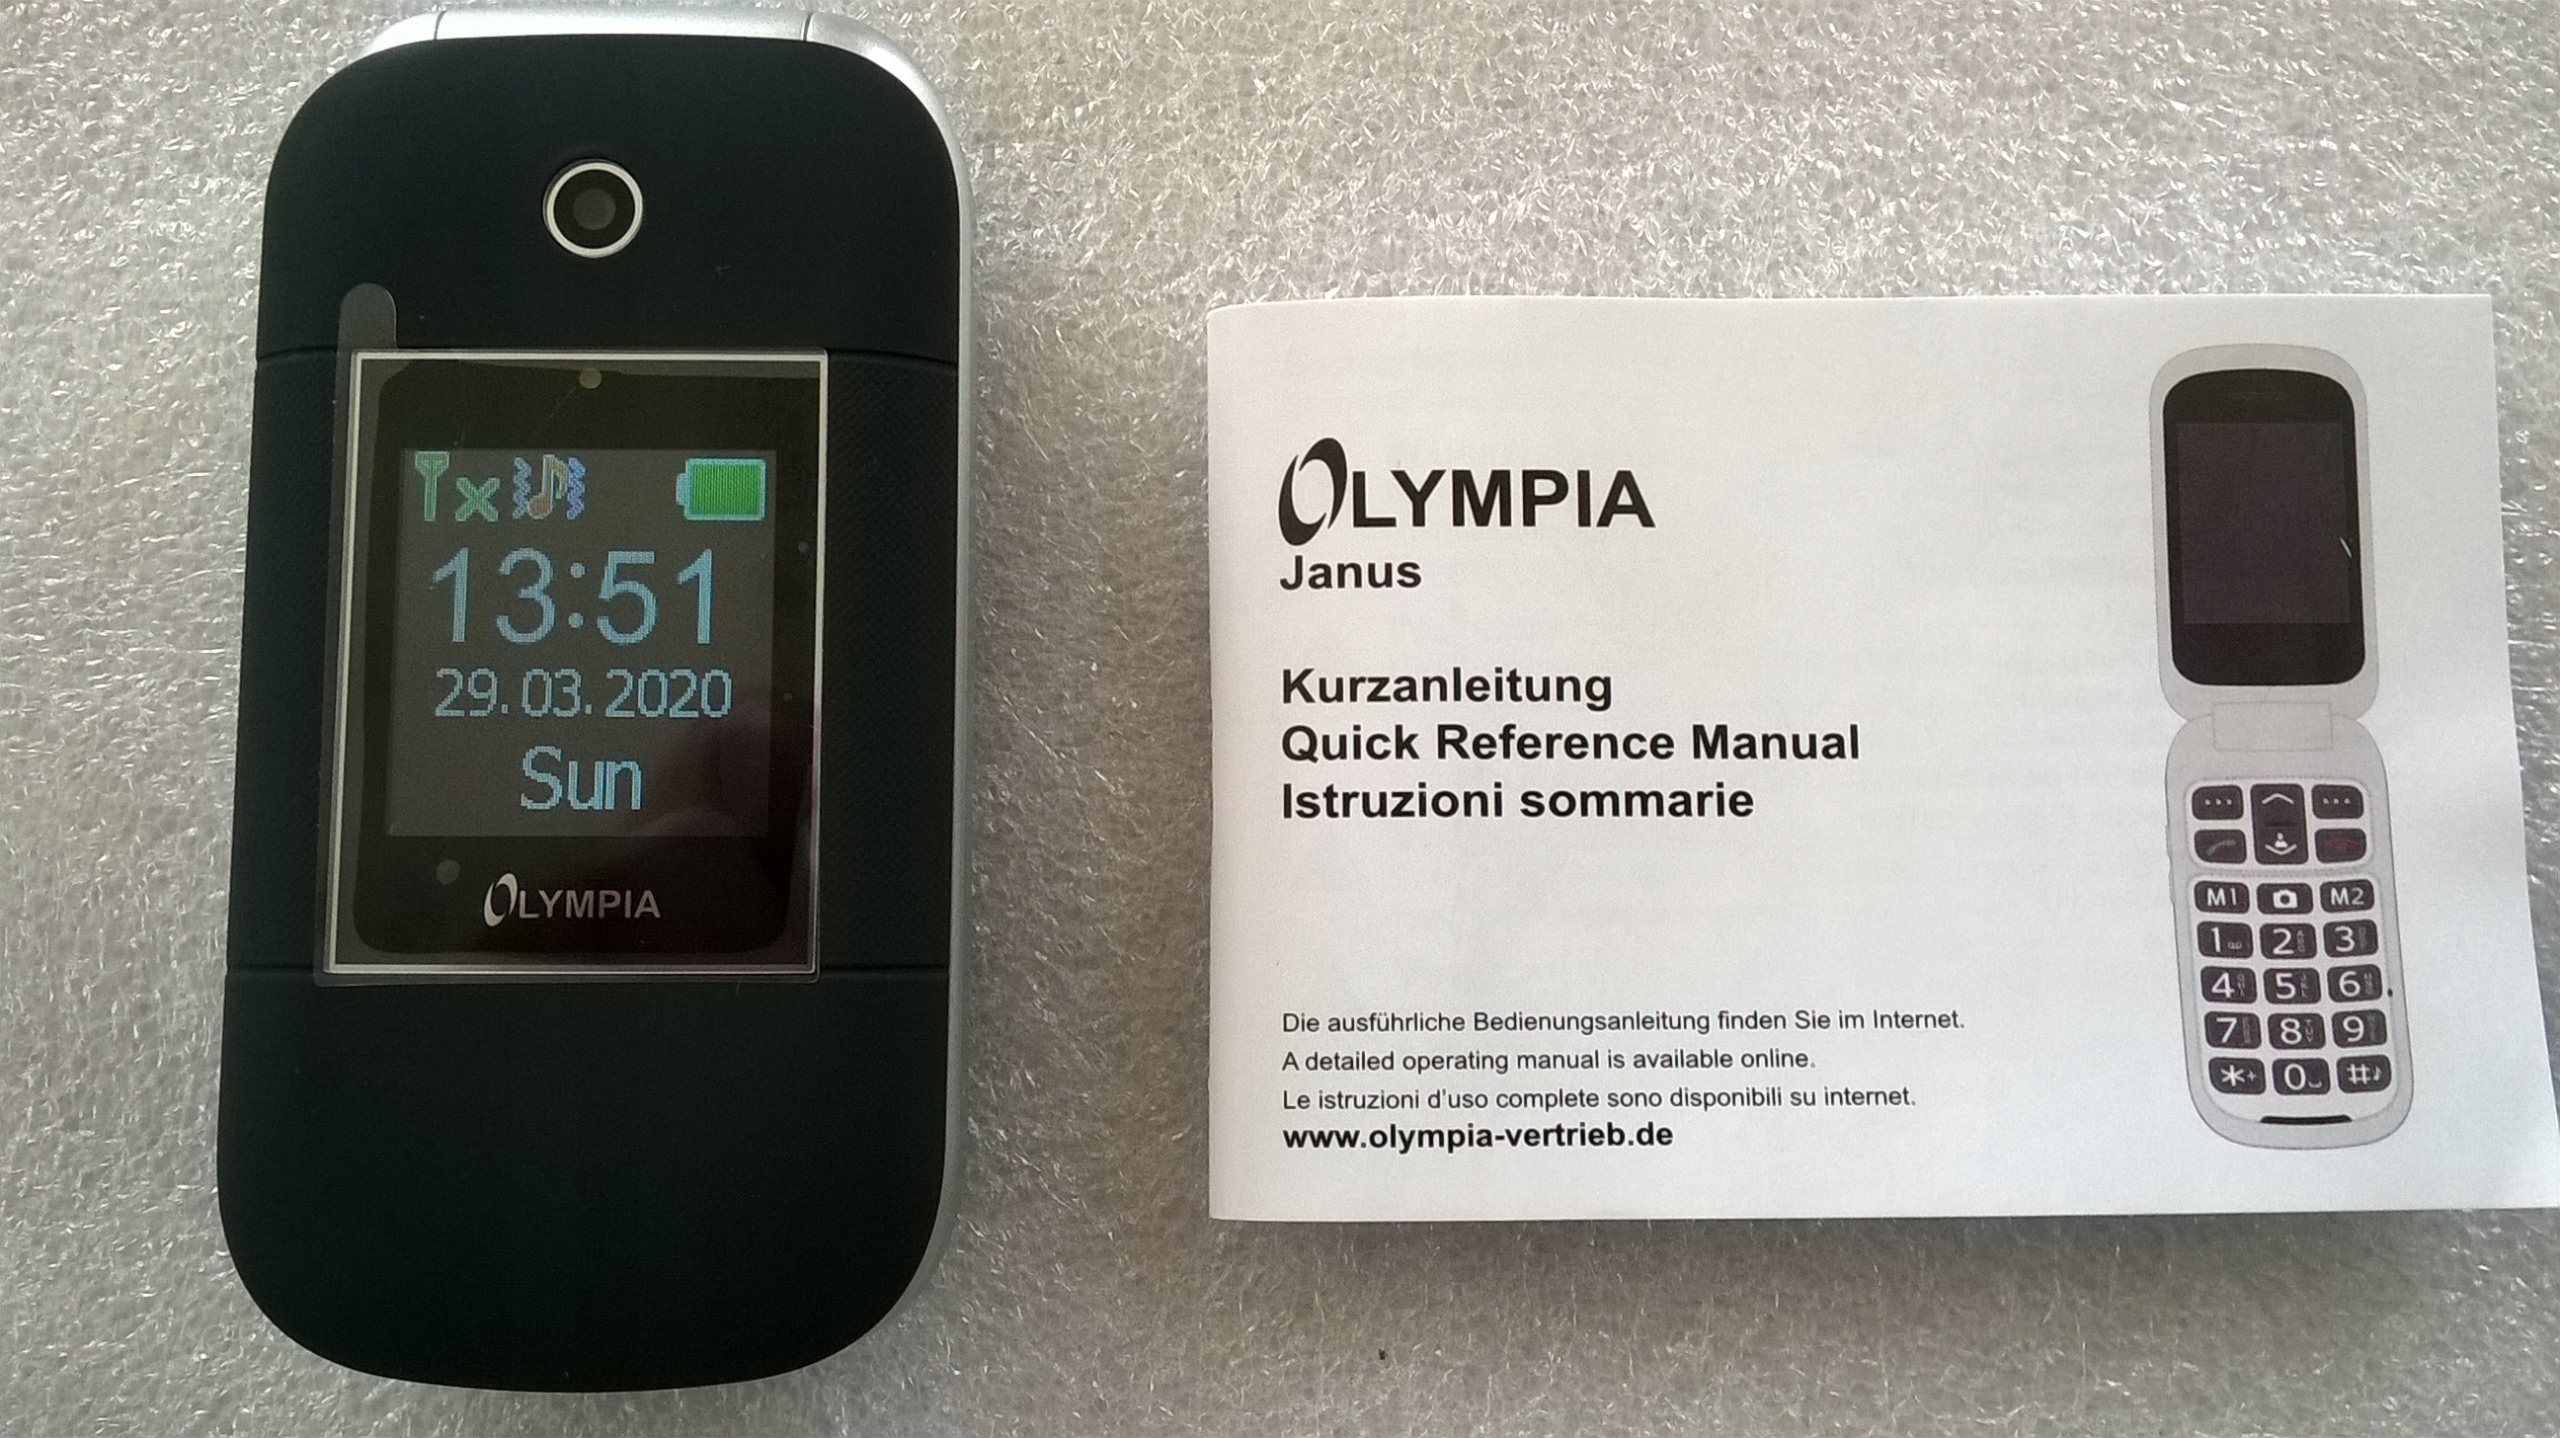 13:51
29.03.2020
Sun
OLYMPIA
OLYMPIA
Janus
Kurzanleitung
Quick Reference Manual
Istruzioni sommarie
Die ausführliche Bedienungsanleitung finden Sie im Internet.
A detailed operating manual is available online.
Le istruzioni d'uso complete sono disponibili su internet.
www.olympia-vertrieb.de
M1 M2
1 2 3
4 5 6
7 8 9
*+ 0 #